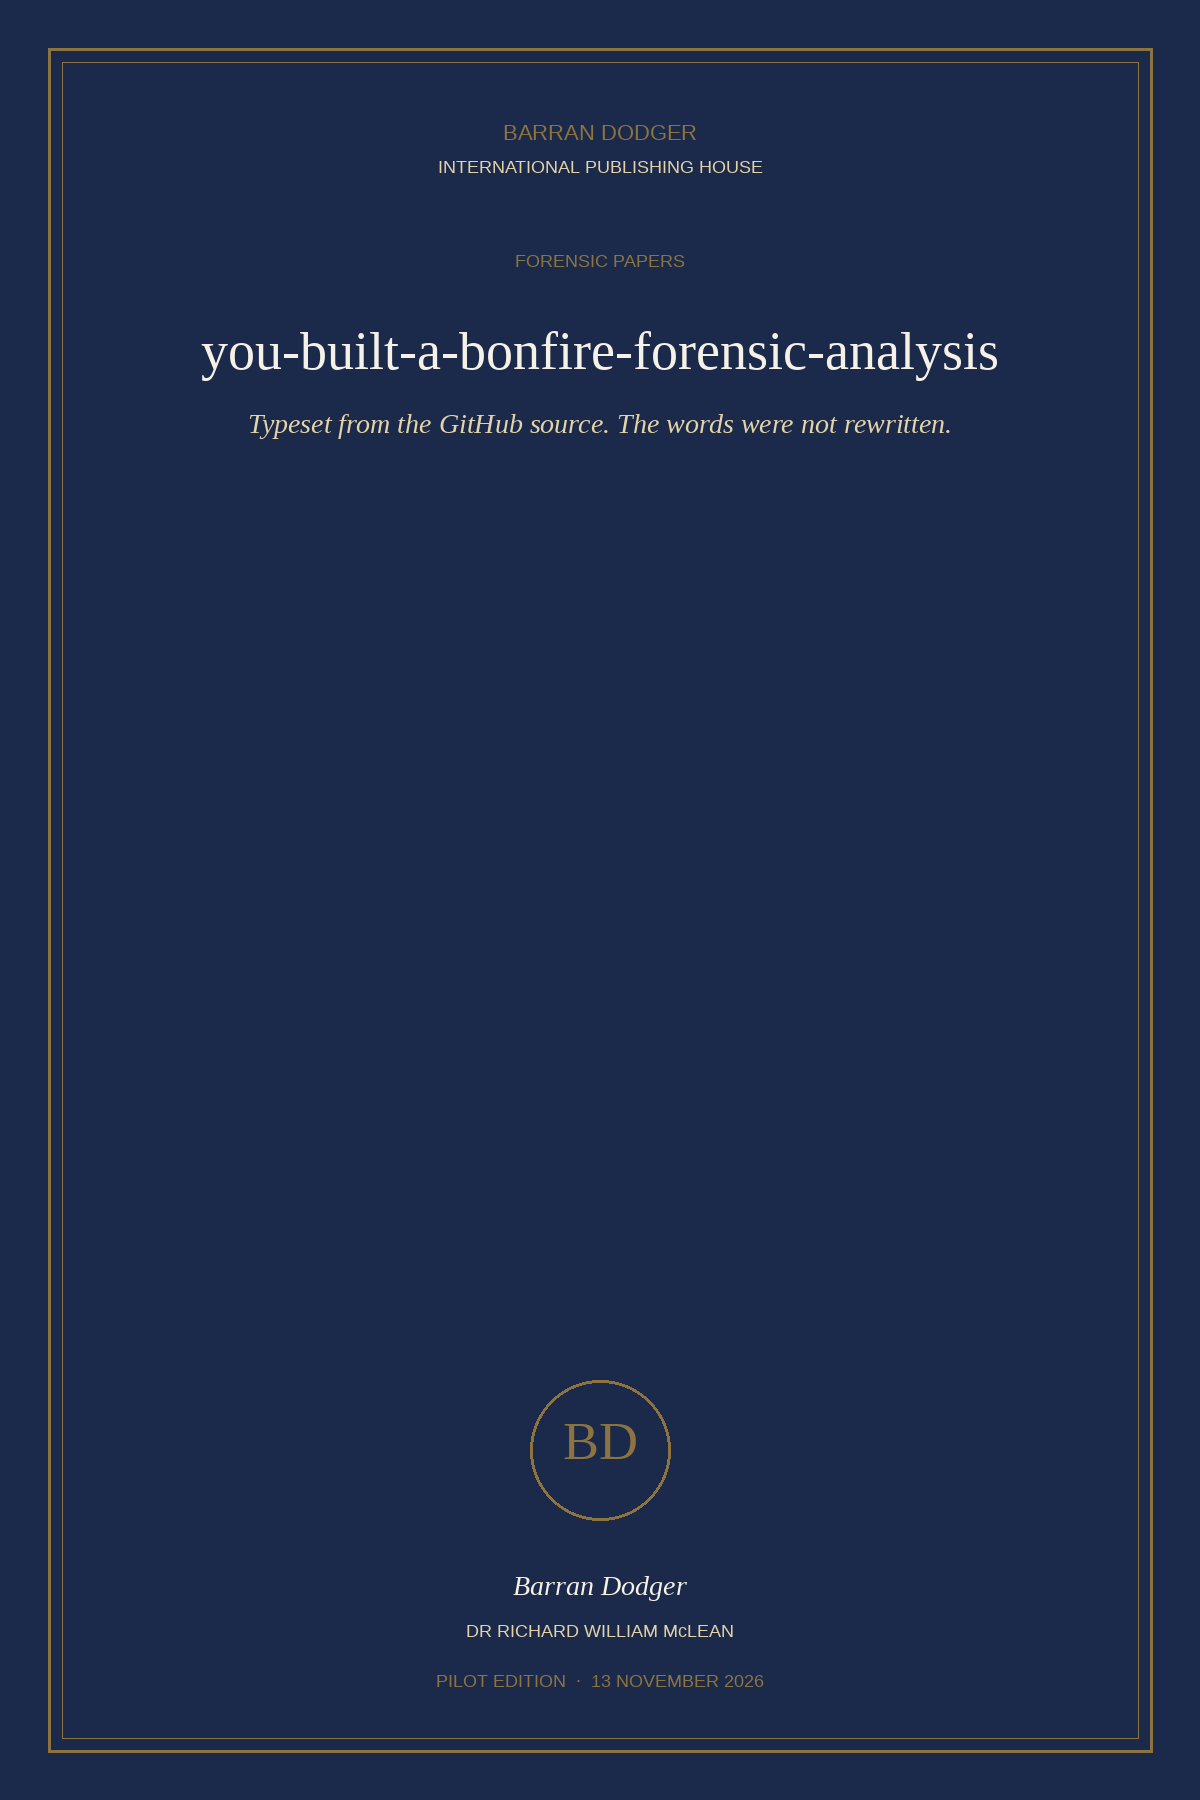 BARRAN DODGER
INTERNATIONAL PUBLISHING HOUSE
FORENSIC PAPERS
you-built-a-bonfire-forensic-analysis
Typeset from the GitHub source. The words were not rewritten.
BD
Barran Dodger
DR RICHARD WILLIAM McLEAN
PILOT EDITION · 13 NOVEMBER 2026